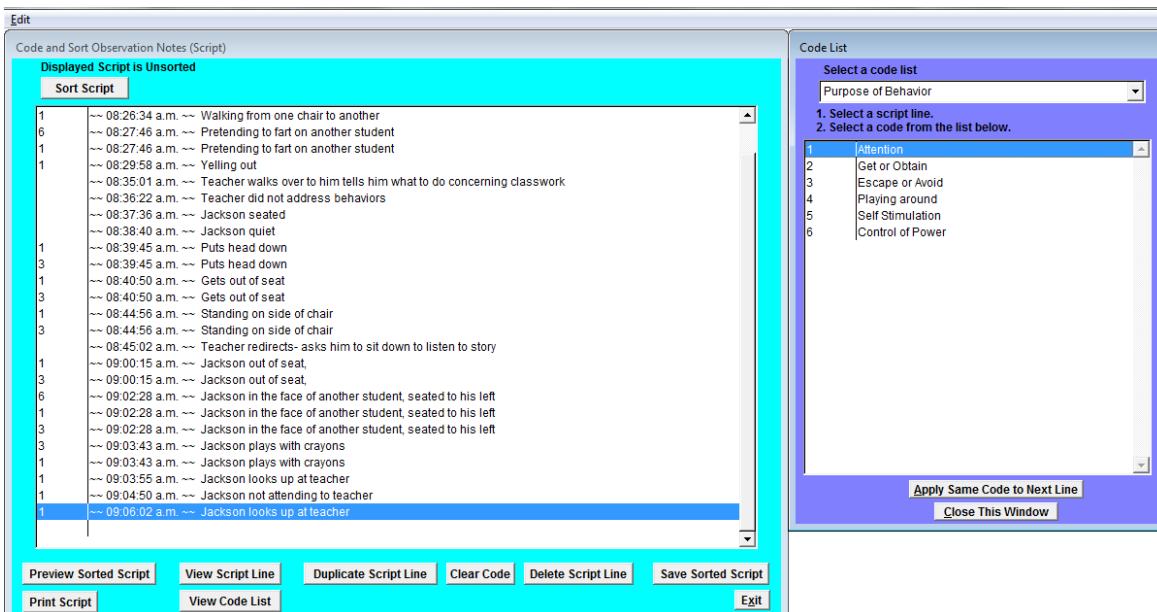 Edit
Code and Sort Observation Notes (Script)
Displayed Script is Unsorted
Sort Script
1 ~~ 08:26:34 a.m. ~~ Walking from one chair to another
6 ~~ 08:27:46 a.m. ~~ Pretending to fart on another student
1 ~~ 08:27:46 a.m. ~~ Pretending to fart on another student
1 ~~ 08:29:58 a.m. ~~ Yelling out
~~ 08:35:01 a.m. ~~ Teacher walks over to him tells him what to do concerning classwork
~~ 08:36:22 a.m. ~~ Teacher did not address behaviors
~~ 08:37:36 a.m. ~~ Jackson seated
~~ 08:38:40 a.m. ~~ Jackson quiet
1 ~~ 08:39:45 a.m. ~~ Puts head down
3 ~~ 08:39:45 a.m. ~~ Puts head down
1 ~~ 08:40:50 a.m. ~~ Gets out of seat
3 ~~ 08:40:50 a.m. ~~ Gets out of seat
1 ~~ 08:44:56 a.m. ~~ Standing on side of chair
3 ~~ 08:44:56 a.m. ~~ Standing on side of chair
~~ 08:45:02 a.m. ~~ Teacher redirects- asks him to sit down to listen to story
1 ~~ 09:00:15 a.m. ~~ Jackson out of seat,
3 ~~ 09:00:15 a.m. ~~ Jackson out of seat,
6 ~~ 09:02:28 a.m. ~~ Jackson in the face of another student, seated to his left
1 ~~ 09:02:28 a.m. ~~ Jackson in the face of another student, seated to his left
3 ~~ 09:02:28 a.m. ~~ Jackson in the face of another student, seated to his left
3 ~~ 09:03:43 a.m. ~~ Jackson plays with crayons
1 ~~ 09:03:43 a.m. ~~ Jackson plays with crayons
1 ~~ 09:03:55 a.m. ~~ Jackson looks up at teacher
1 ~~ 09:04:50 a.m. ~~ Jackson not attending to teacher
1 ~~ 09:06:02 a.m. ~~ Jackson looks up at teacher
Preview Sorted Script View Script Line Duplicate Script Line Clear Code Delete Script Line Save Sorted Script
Print Script View Code List Exit
Code List
Select a code list
Purpose of Behavior
1. Select a script line.
2. Select a code from the list below.
1 Attention
2 Get or Obtain
3 Escape or Avoid
4 Playing around
5 Self Stimulation
6 Control of Power
Apply Same Code to Next Line
Close This Window